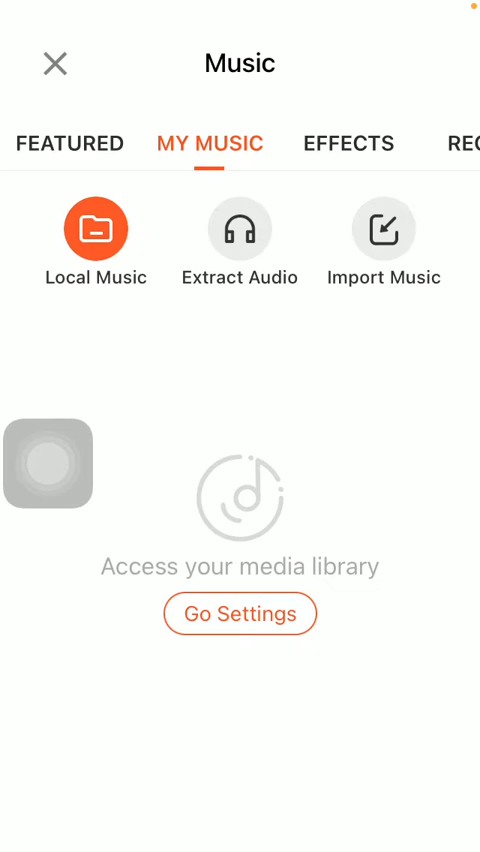 Music
FEATURED MY MUSIC EFFECTS REC
Local Music Extract Audio Import Music
Access your media library
Go Settings